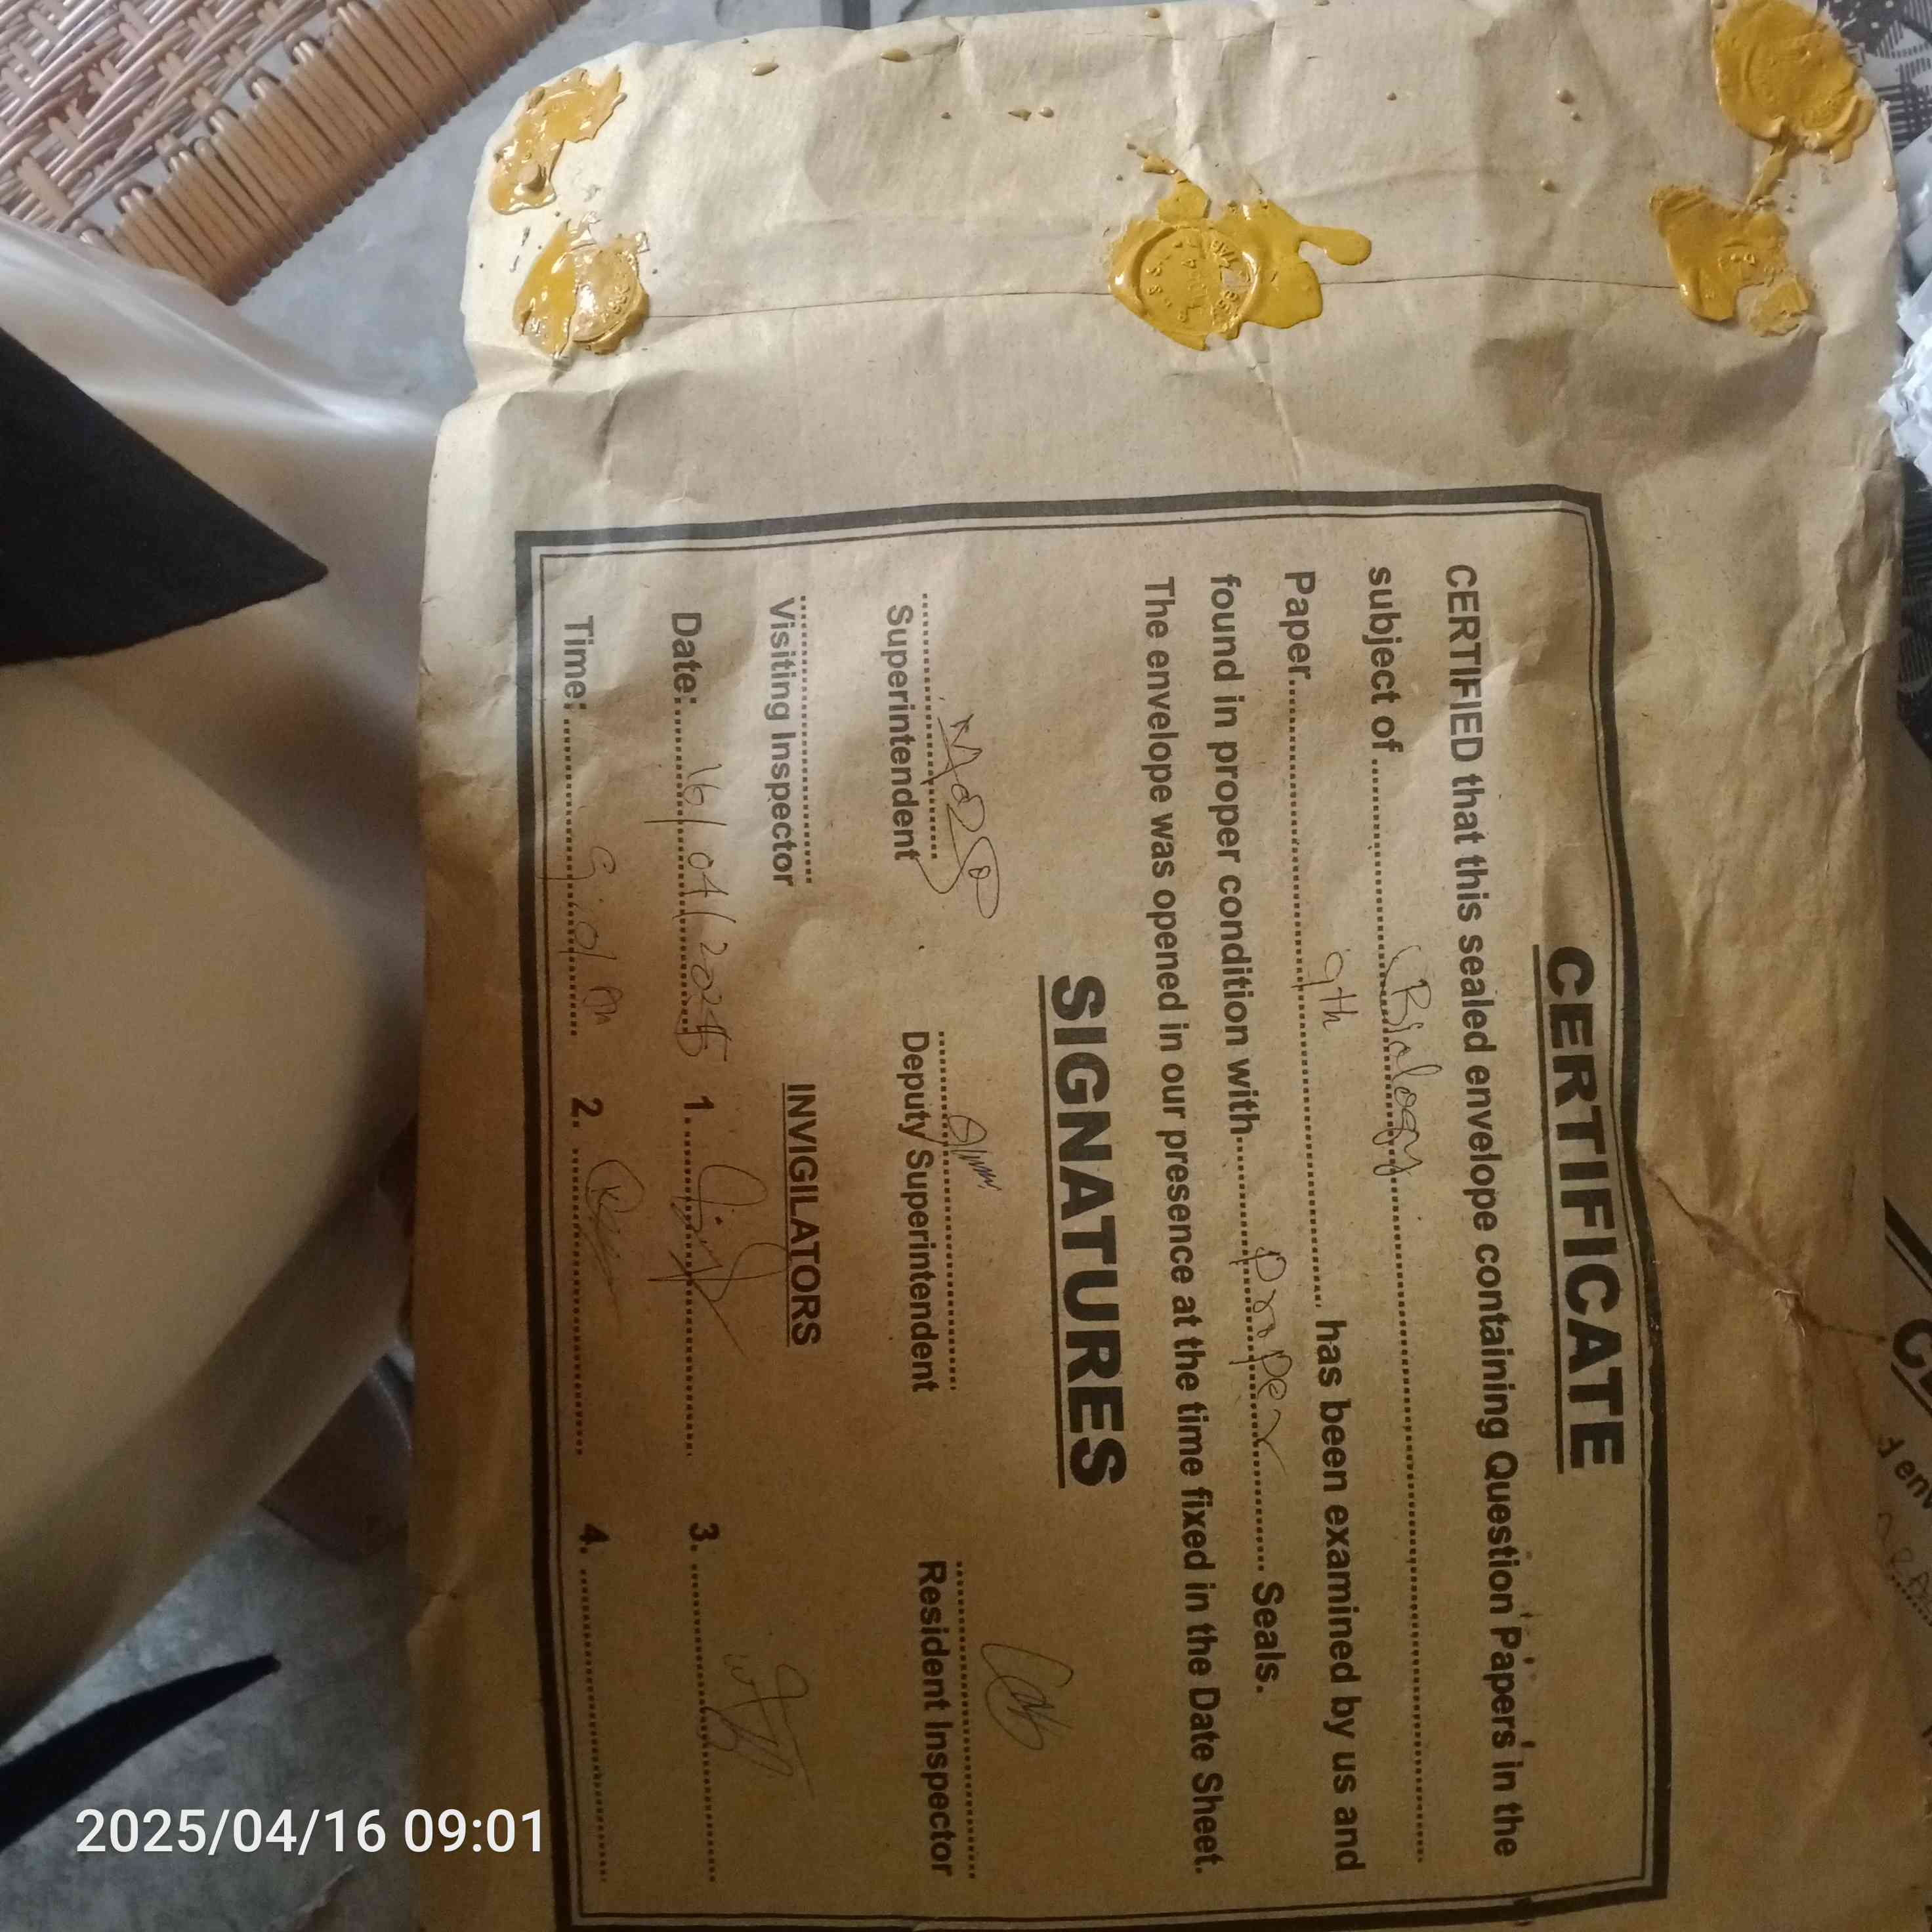 CERTIFICATE
CERTIFIED that this sealed envelope containing Question Papers in the
subject of .......... Biology ..........
Paper .......... 9th .......... has been examined by us and
found in proper condition with .......... Proper .......... Seals.
The envelope was opened in our presence at the time fixed in the Date Sheet.
SIGNATURES
Superintendent Deputy Superintendent Resident Inspector
Visiting Inspector INVIGILATORS
Date: 16/04/2025 1. .......... 3. ..........
Time: 9:01 Am 2. .......... 4. ..........
2025/04/16 09:01